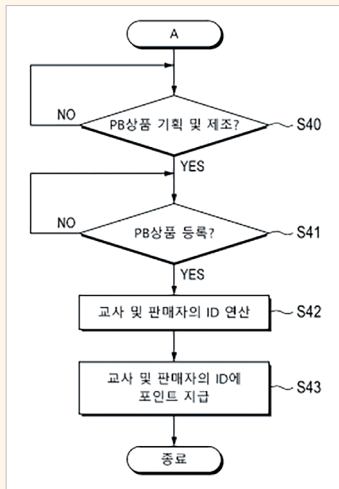 A
PB상품 기획 및 제조?
S40
NO
YES
PB상품 등록?
S41
NO
YES
교사 및 판매자의 ID 연산
S42
교사 및 판매자의 ID에
포인트 지급
S43
종료